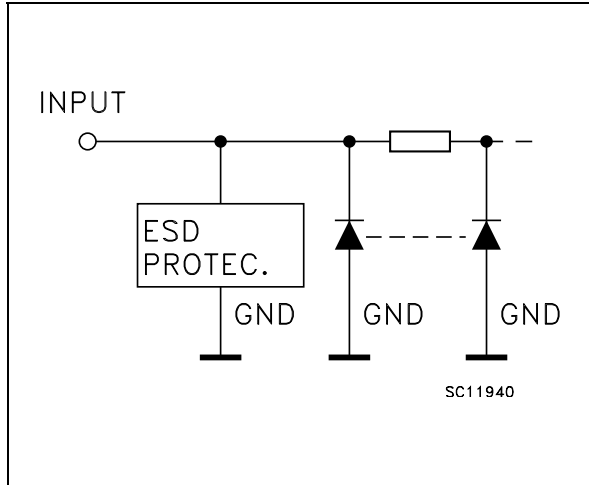 INPUT
ESD
PROTEC.
GND
GND
GND
SC11940